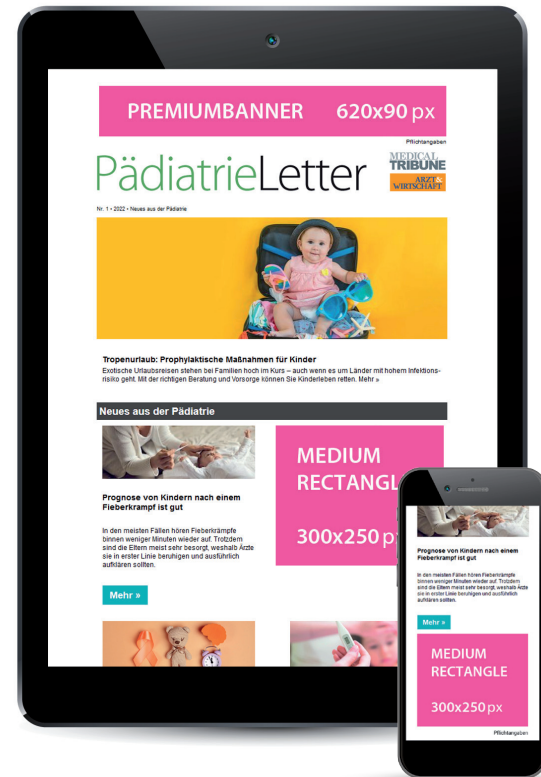 PREMIUMBANNER 620x90 px
Pflichtangaben
PädiatrieLetter
MEDICAL
TRIBUNE
ARZT&
WIRTSCHAFT
Nr. 1 • 2022 • Neues aus der Pädiatrie
Tropenurlaub: Prophylaktische Maßnahmen für Kinder
Exotische Urlaubsreisen stehen bei Familien hoch im Kurs – auch wenn es um Länder mit hohem Infektions-
risiko geht. Mit der richtigen Beratung und Vorsorge können Sie Kinderleben retten. Mehr »
Neues aus der Pädiatrie
Prognose von Kindern nach einem
Fieberkrampf ist gut
In den meisten Fällen hören Fieberkrämpfe
binnen weniger Minuten wieder auf. Trotzdem
sind die Eltern meist sehr besorgt, weshalb Ärzte
sie in erster Linie beruhigen und ausführlich
aufklären sollten.
Mehr »
MEDIUM
RECTANGL
300x250 p
Prognose von Kindern nach einem
Fieberkrampf ist gut
In den meisten Fällen hören Fieberkrämpfe
binnen weniger Minuten wieder auf. Trotzdem
sind die Eltern meist sehr besorgt, weshalb Ärzte
sie in erster Linie beruhigen und ausführlich
aufklären sollten.
Mehr »
MEDIUM
RECTANGLE
300x250 px
Pflichtangaben